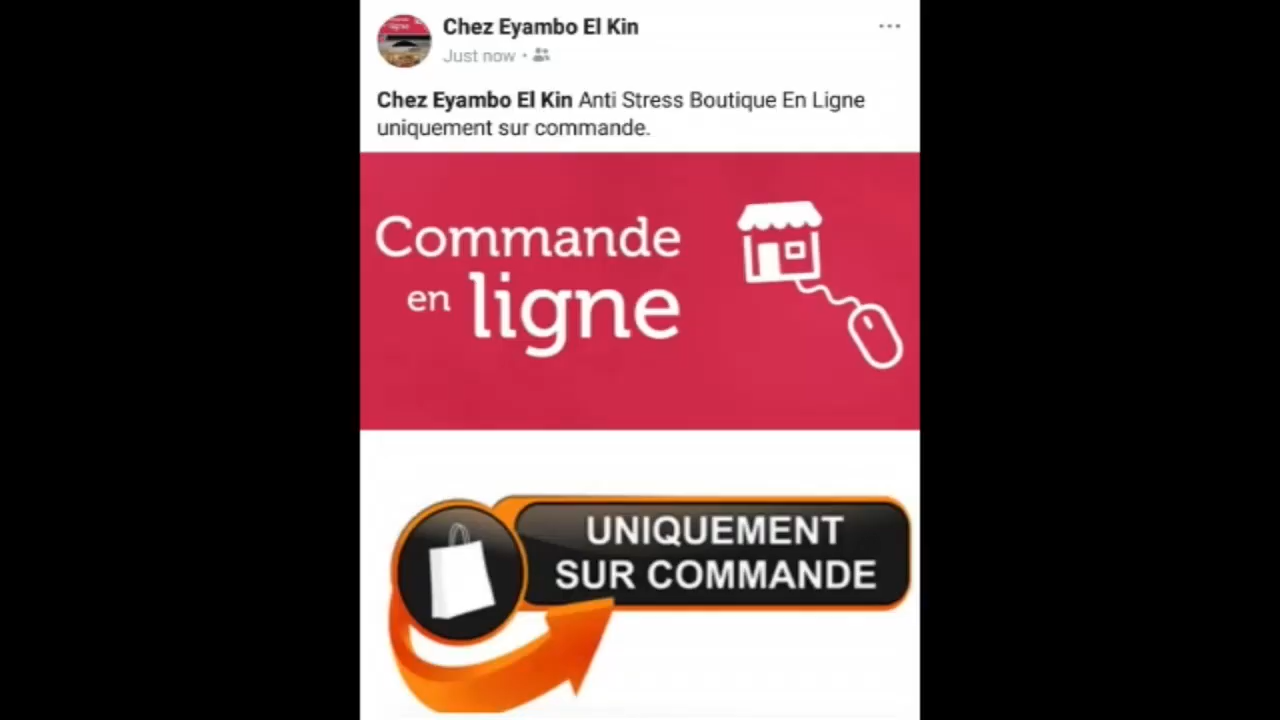 Chez Eyambo El Kin
Just now
Chez Eyambo El Kin Anti Stress Boutique En Ligne
uniquement sur commande.
Commande
en ligne
UNIQUEMENT
SUR COMMANDE